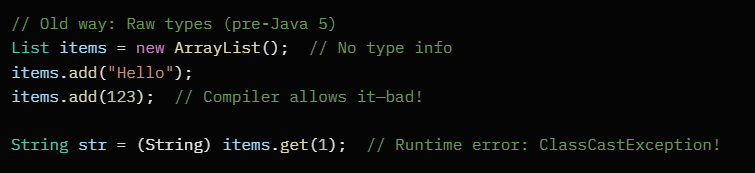 // Old way: Raw types (pre-Java 5)
List items = new ArrayList();  // No type info
items.add("Hello");
items.add(123);  // Compiler allows it—bad!

String str = (String) items.get(1);  // Runtime error: ClassCastException!